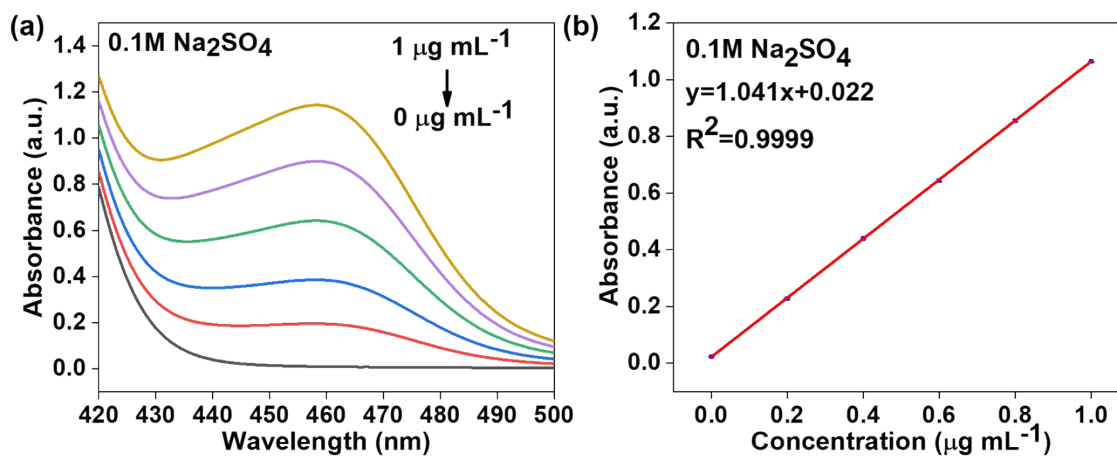 (a)
0.1M Na₂SO₄
1 μg mL⁻¹
0 μg mL⁻¹
Absorbance (a.u.)
1.4
1.2
1.0
0.8
0.6
0.4
0.2
0.0
420 430 440 450 460 470 480 490 500
Wavelength (nm)
(b)
0.1M Na₂SO₄
y=1.041x+0.022
R²=0.9999
Absorbance (a.u.)
1.2
1.0
0.8
0.6
0.4
0.2
0.0
0.0 0.2 0.4 0.6 0.8 1.0
Concentration (μg mL⁻¹)